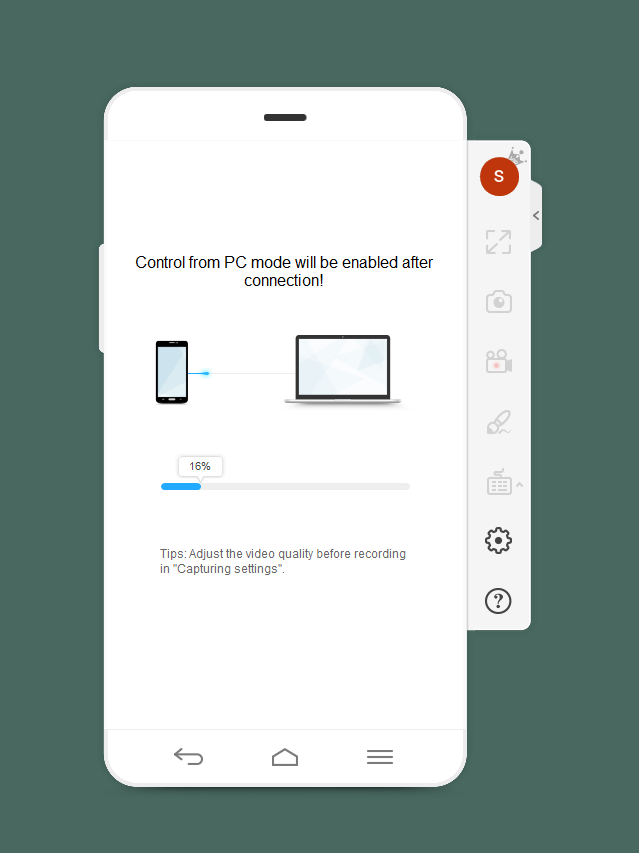 S
Control from PC mode will be enabled after
connection!
16%
Tips: Adjust the video quality before recording
in "Capturing settings".
?